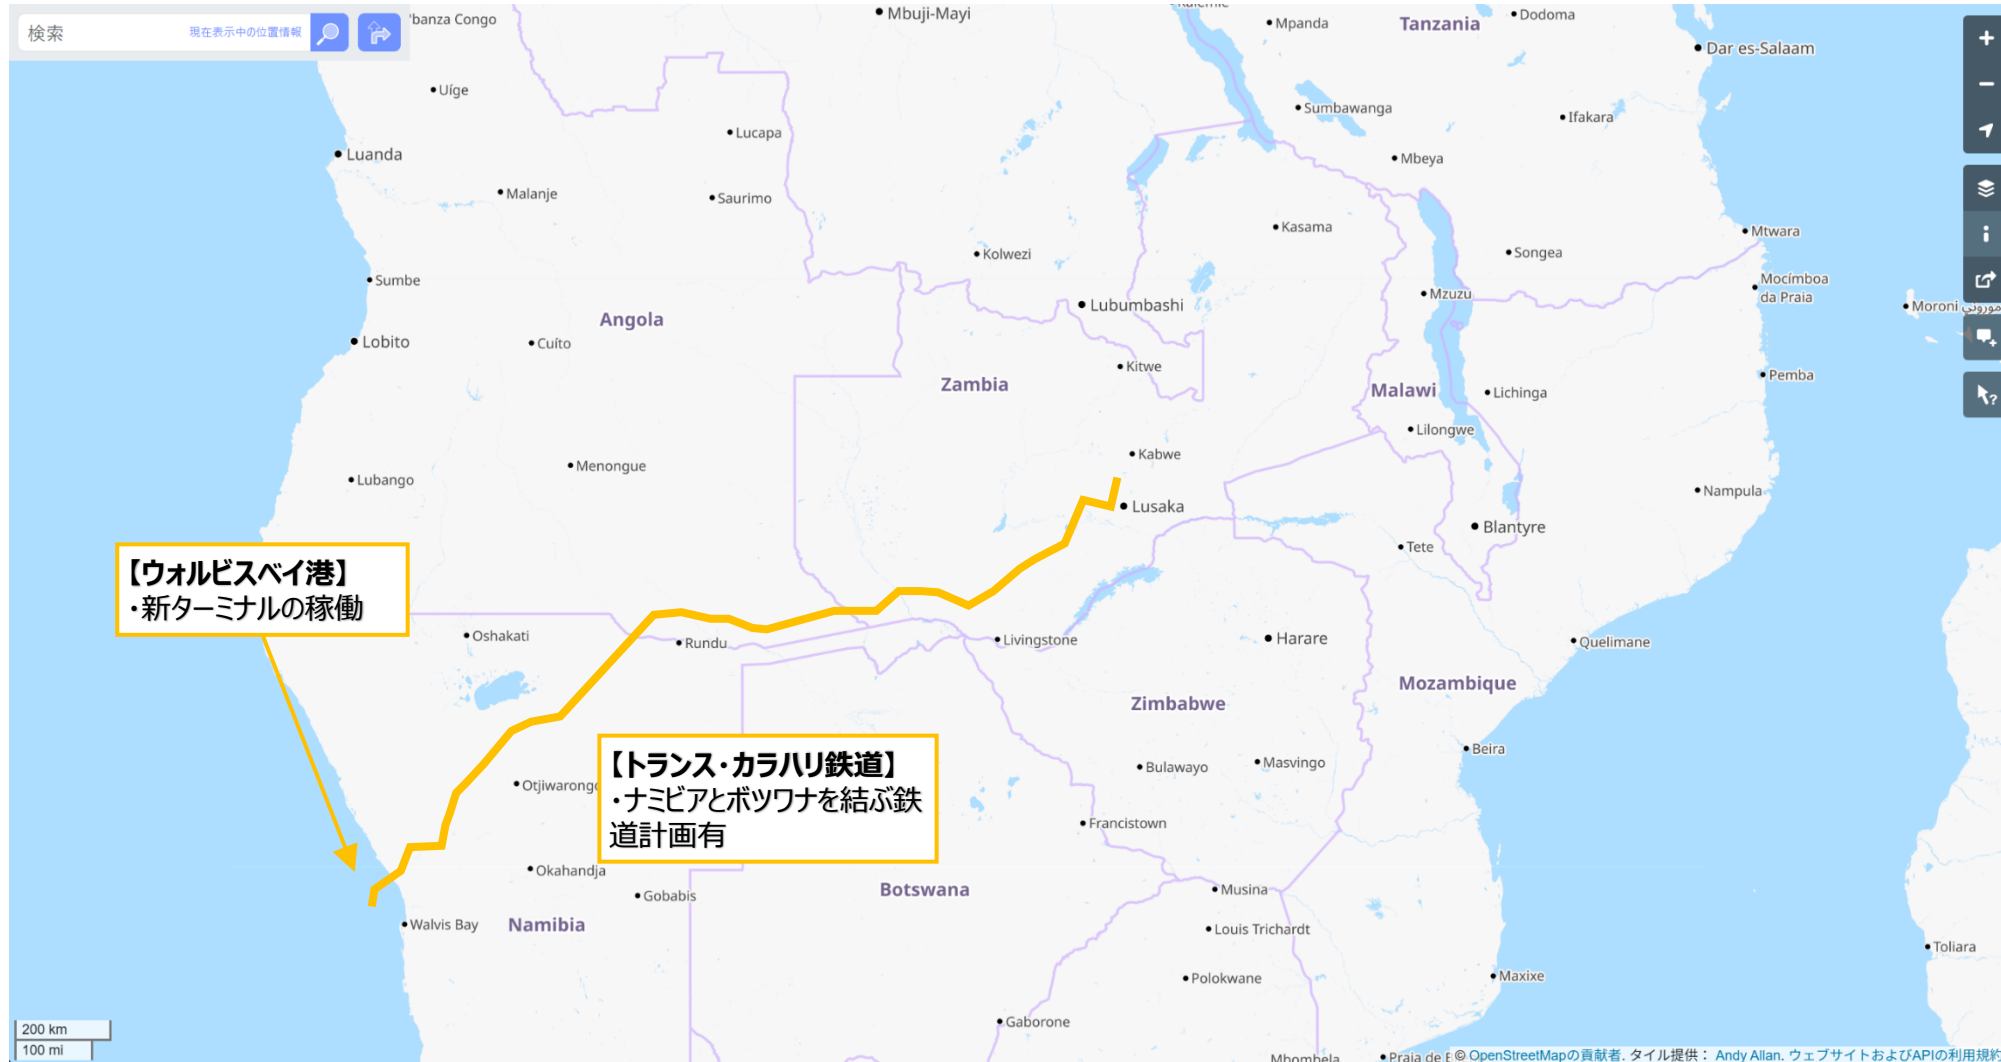 検索
現在表示中の位置情報
'banza Congo
Mbuji-Mayi
Mpanda
Tanzania
Dodoma
Dar es-Salaam
Uíge
Lucapa
Sumbawanga
Ifakara
Luanda
Mbeya
Malanje
Saurimo
Kasama
Mtwara
Kolwezi
Songea
Sumbe
Mocímboa
da Praia
Mzuzu
Lubumbashi
Moroni موروني
Angola
Lobito
Cuíto
Kitwe
Pemba
Zambia
Malawi
Lichinga
Lilongwe
Kabwe
Menongue
Lubango
Nampula
Lusaka
Blantyre
Tete
【ウォルビスベイ港】
・新ターミナルの稼働
Oshakati
Rundu
Livingstone
Harare
Quelimane
Mozambique
Zimbabwe
Beira
【トランス・カラハリ鉄道】
・ナミビアとボツワナを結ぶ鉄
道計画有
Otjiwarongo
Bulawayo
Masvingo
Francistown
Okahandja
Botswana
Musina
Gobabis
Walvis Bay
Namibia
Louis Trichardt
Toliara
Polokwane
Maxixe
Gaborone
200 km
100 mi
Mbombela
Praia de
© OpenStreetMapの貢献者. タイル提供： Andy Allan. ウェブサイトおよびAPIの利用規約